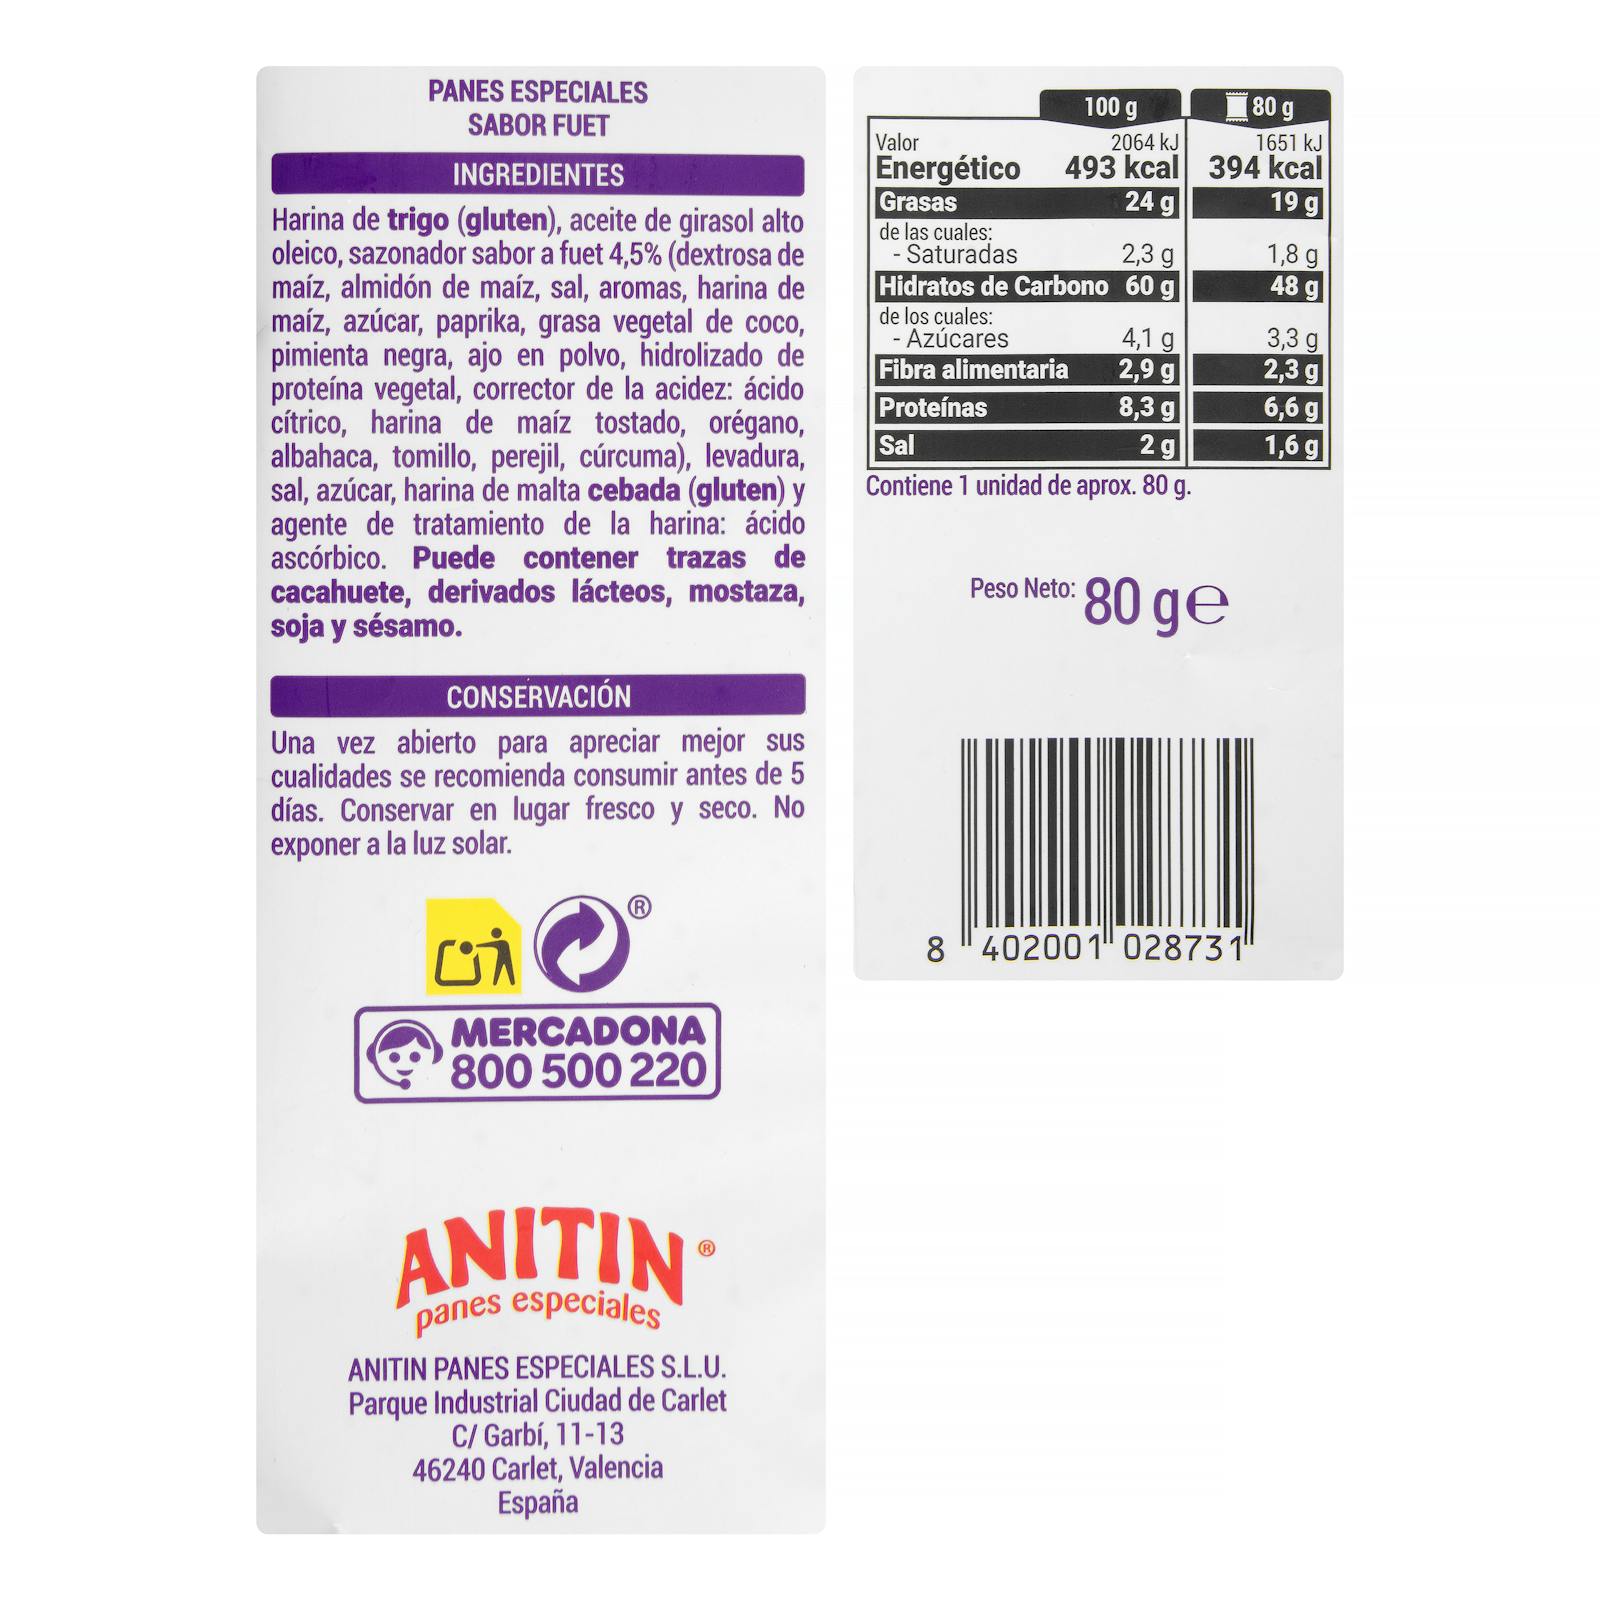 PANES ESPECIALES
SABOR FUET
INGREDIENTES
Harina de trigo (gluten), aceite de girasol alto
oleico, sazonador sabor a fuet 4,5% (dextrosa de
maíz, almidón de maíz, sal, aromas, harina de
maíz, azúcar, paprika, grasa vegetal de coco,
pimienta negra, ajo en polvo, hidrolizado de
proteína vegetal, corrector de la acidez: ácido
cítrico, harina de maíz tostado, orégano,
albahaca, tomillo, perejil, cúrcuma), levadura,
sal, azúcar, harina de malta cebada (gluten) y
agente de tratamiento de la harina: ácido
ascórbico. Puede contener trazas de
cacahuete, derivados lácteos, mostaza,
soja y sésamo.
CONSERVACIÓN
Una vez abierto para apreciar mejor sus
cualidades se recomienda consumir antes de 5
días. Conservar en lugar fresco y seco. No
exponer a la luz solar.
®
MERCADONA
800 500 220
ANITIN®
panes especiales
ANITIN PANES ESPECIALES S.L.U.
Parque Industrial Ciudad de Carlet
C/ Garbí, 11-13
46240 Carlet, Valencia
España
100 g 80 g
Valor 2064 kJ 1651 kJ
Energético 493 kcal 394 kcal
Grasas 24 g 19 g
de las cuales:
- Saturadas 2,3 g 1,8 g
Hidratos de Carbono 60 g 48 g
de los cuales:
- Azúcares 4,1 g 3,3 g
Fibra alimentaria 2,9 g 2,3 g
Proteínas 8,3 g 6,6 g
Sal 2 g 1,6 g
Contiene 1 unidad de aprox. 80 g.
Peso Neto: 80 g ℮
8 402001 028731